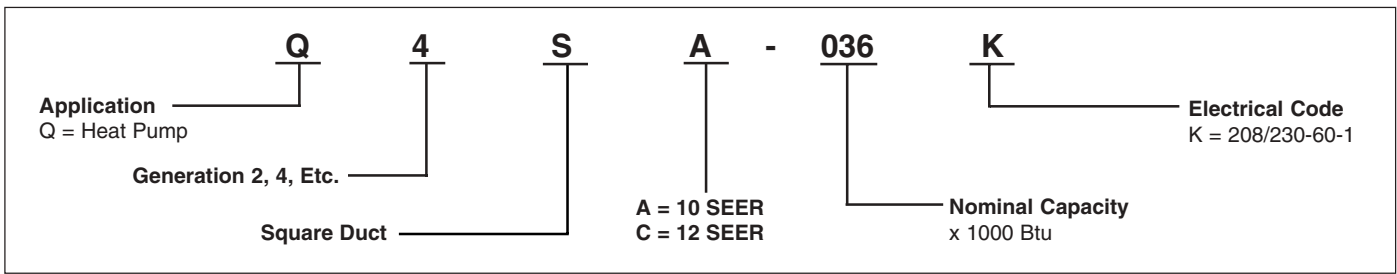 Q 4 S A - 036 K
Application
Q = Heat Pump
Generation 2, 4, Etc.
Square Duct
A = 10 SEER
C = 12 SEER
Nominal Capacity
x 1000 Btu
Electrical Code
K = 208/230-60-1